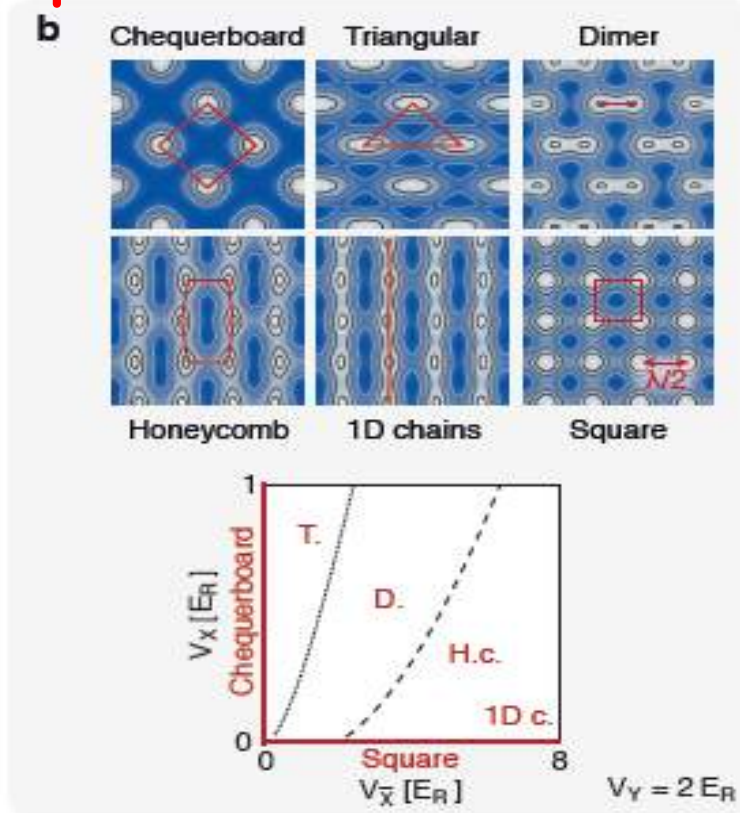 b
Chequerboard Triangular Dimer
λ/2
Honeycomb 1D chains Square
1
T.
D.
H.c.
1D c.
V_X [E_R]
Chequerboard
0
0 Square 8
V_X̅ [E_R] V_Y = 2 E_R